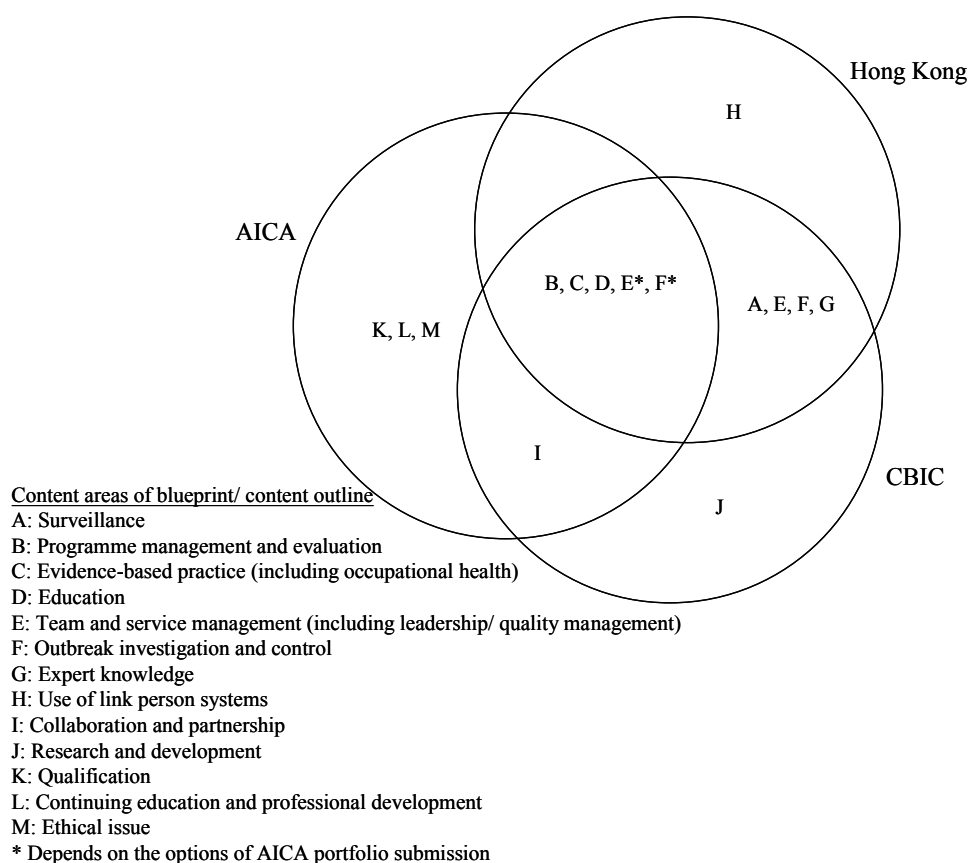 Hong Kong
H
AICA
B, C, D, E*, F*
A, E, F, G
K, L, M
I
CBIC
J
Content areas of blueprint/ content outline
A: Surveillance
B: Programme management and evaluation
C: Evidence-based practice (including occupational health)
D: Education
E: Team and service management (including leadership/ quality management)
F: Outbreak investigation and control
G: Expert knowledge
H: Use of link person systems
I: Collaboration and partnership
J: Research and development
K: Qualification
L: Continuing education and professional development
M: Ethical issue
* Depends on the options of AICA portfolio submission